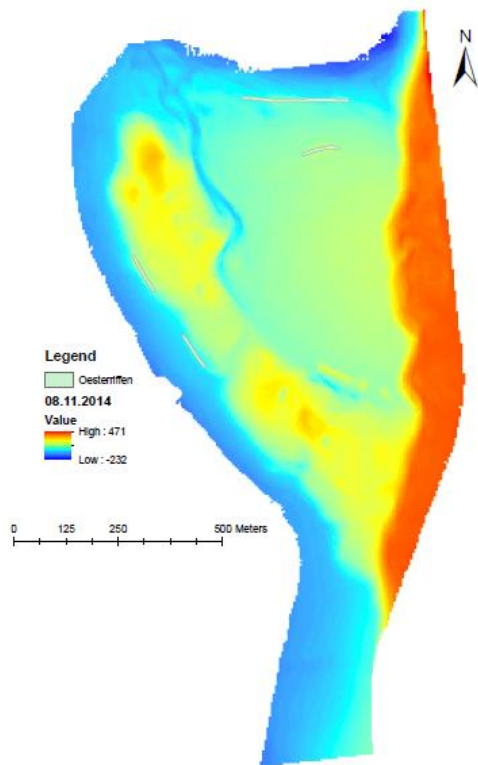 N
Legend
Oesterriffen
08.11.2014
Value
High : 471
Low : -232
0 125 250 500 Meters